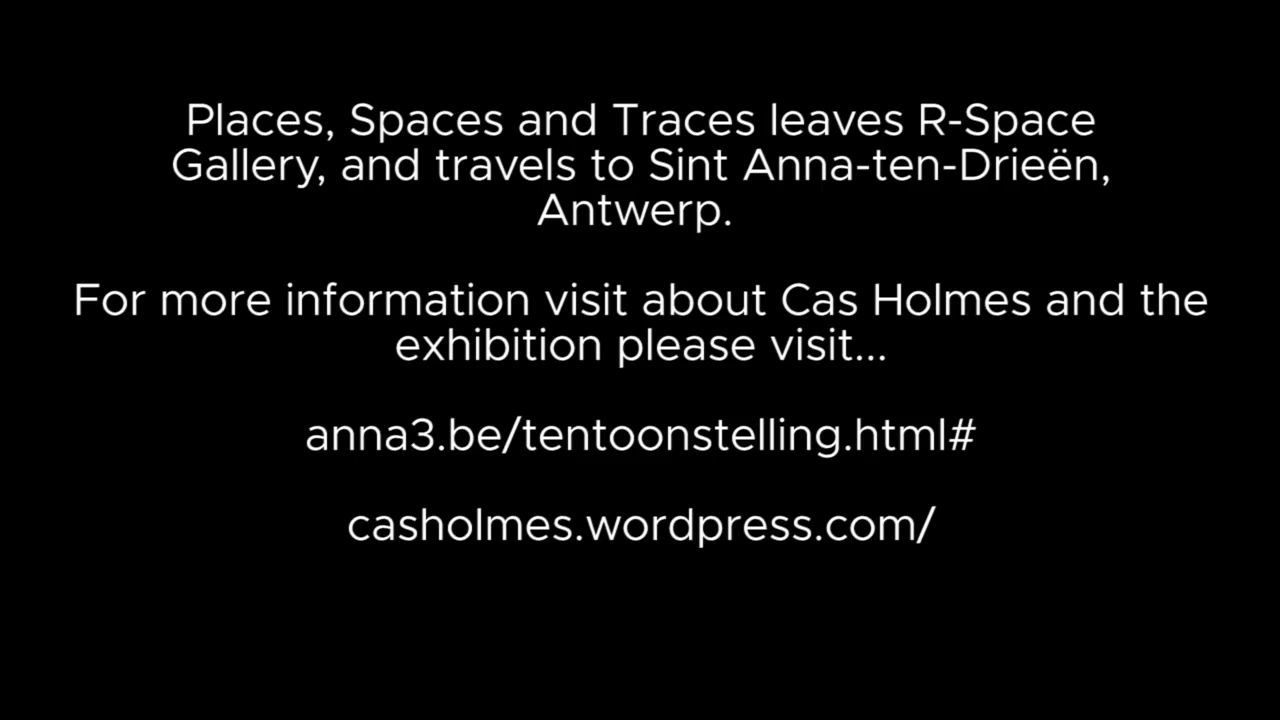 Places, Spaces and Traces leaves R-Space
Gallery, and travels to Sint Anna-ten-Drieën,
Antwerp.
For more information visit about Cas Holmes and the
exhibition please visit...
anna3.be/tentoonstelling.html#
casholmes.wordpress.com/